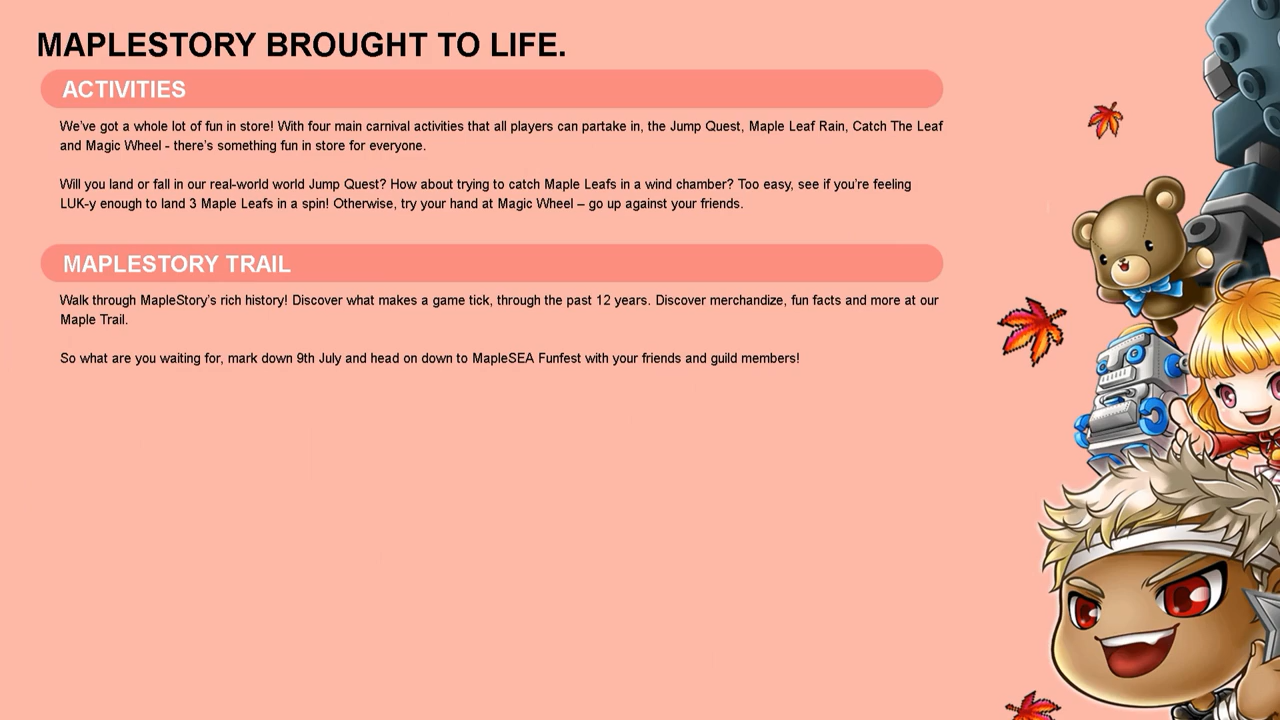 MAPLESTORY BROUGHT TO LIFE.
ACTIVITIES
We've got a whole lot of fun in store! With four main carnival activities that all players can partake in, the Jump Quest, Maple Leaf Rain, Catch The Leaf
and Magic Wheel - there's something fun in store for everyone.
Will you land or fall in our real-world world Jump Quest? How about trying to catch Maple Leafs in a wind chamber? Too easy, see if you're feeling
LUK-y enough to land 3 Maple Leafs in a spin! Otherwise, try your hand at Magic Wheel – go up against your friends.
MAPLESTORY TRAIL
Walk through MapleStory's rich history! Discover what makes a game tick, through the past 12 years. Discover merchandize, fun facts and more at our
Maple Trail.
So what are you waiting for, mark down 9th July and head on down to MapleSEA Funfest with your friends and guild members!